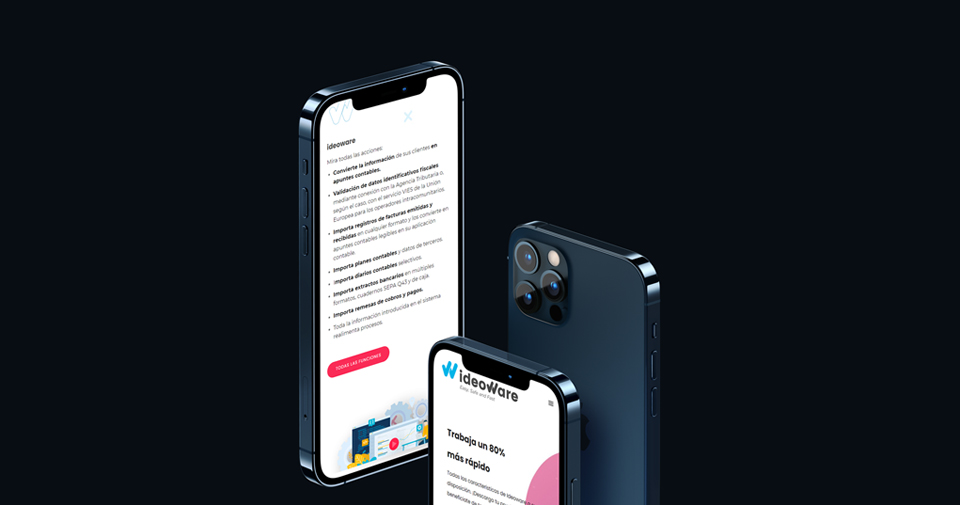 ideoware
Mira todas las acciones:
• Convierte la información de sus clientes en
apuntes contables.
• Validación de datos identificativos fiscales
mediante conexión con la Agencia Tributaria o,
según el caso, con el servicio VIES de la Unión
Europea para los operadores intracomunitarios.
• Importa registros de facturas emitidas y
recibidas en cualquier formato y los convierte en
apuntes contables legibles en su aplicación
contable.
• Importa planes contables y datos de terceros.
• Importa diarios contables selectivos.
• Importa extractos bancarios en múltiples
formatos, cuadernos SEPA Q43 y de caja.
• Importa remesas de cobros y pagos.
• Toda la información introducida en el sistema
realimenta procesos.
TODAS LAS FUNCIONES
ideoware
Easy, Safe and Fast
Trabaja un 80%
más rápido
Todas las características de Ideoware
disposición. ¡Descarga tu
benefíciate de